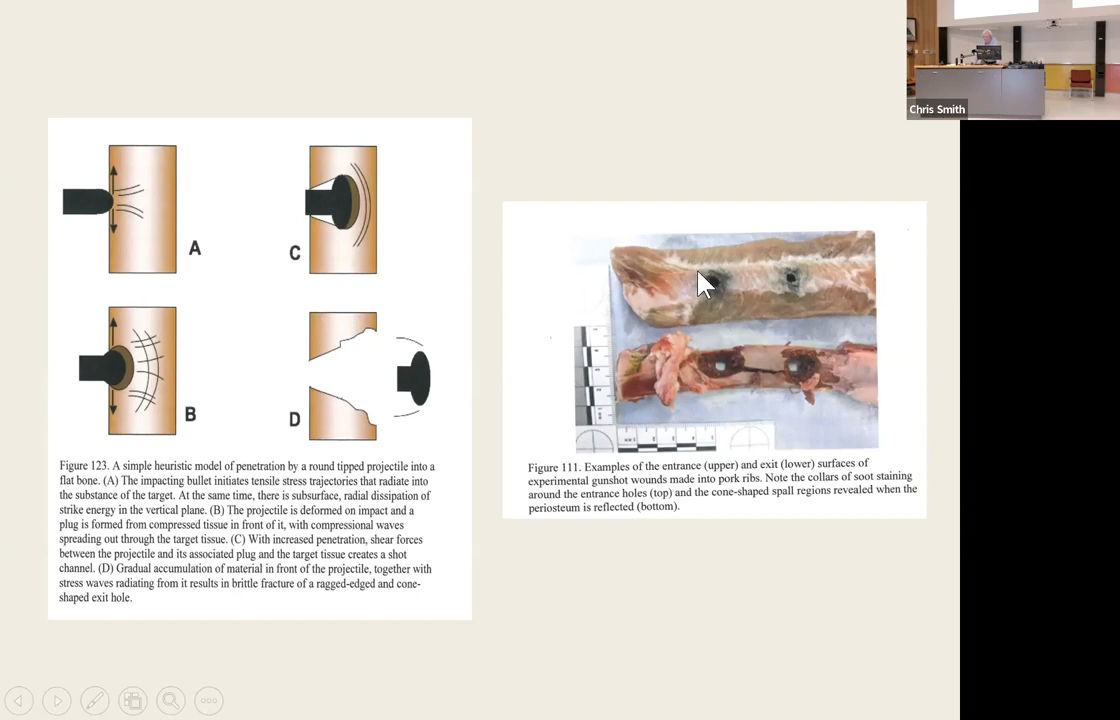 Chris Smith
A
C
B
D
Figure 123. A simple heuristic model of penetration by a round tipped projectile into a
flat bone. (A) The impacting bullet initiates tensile stress trajectories that radiate into
the substance of the target. At the same time, there is subsurface, radial dissipation of
strike energy in the vertical plane. (B) The projectile is deformed on impact and a
plug is formed from compressed tissue in front of it, with compressional waves
spreading out through the target tissue. (C) With increased penetration, shear forces
between the projectile and its associated plug and the target tissue creates a shot
channel. (D) Gradual accumulation of material in front of the projectile, together with
stress waves radiating from it results in brittle fracture of a ragged-edged and cone-
shaped exit hole.
Figure 111. Examples of the entrance (upper) and exit (lower) surfaces of
experimental gunshot wounds made into pork ribs. Note the collars of soot staining
around the entrance holes (top) and the cone-shaped spall regions revealed when the
periosteum is reflected (bottom).